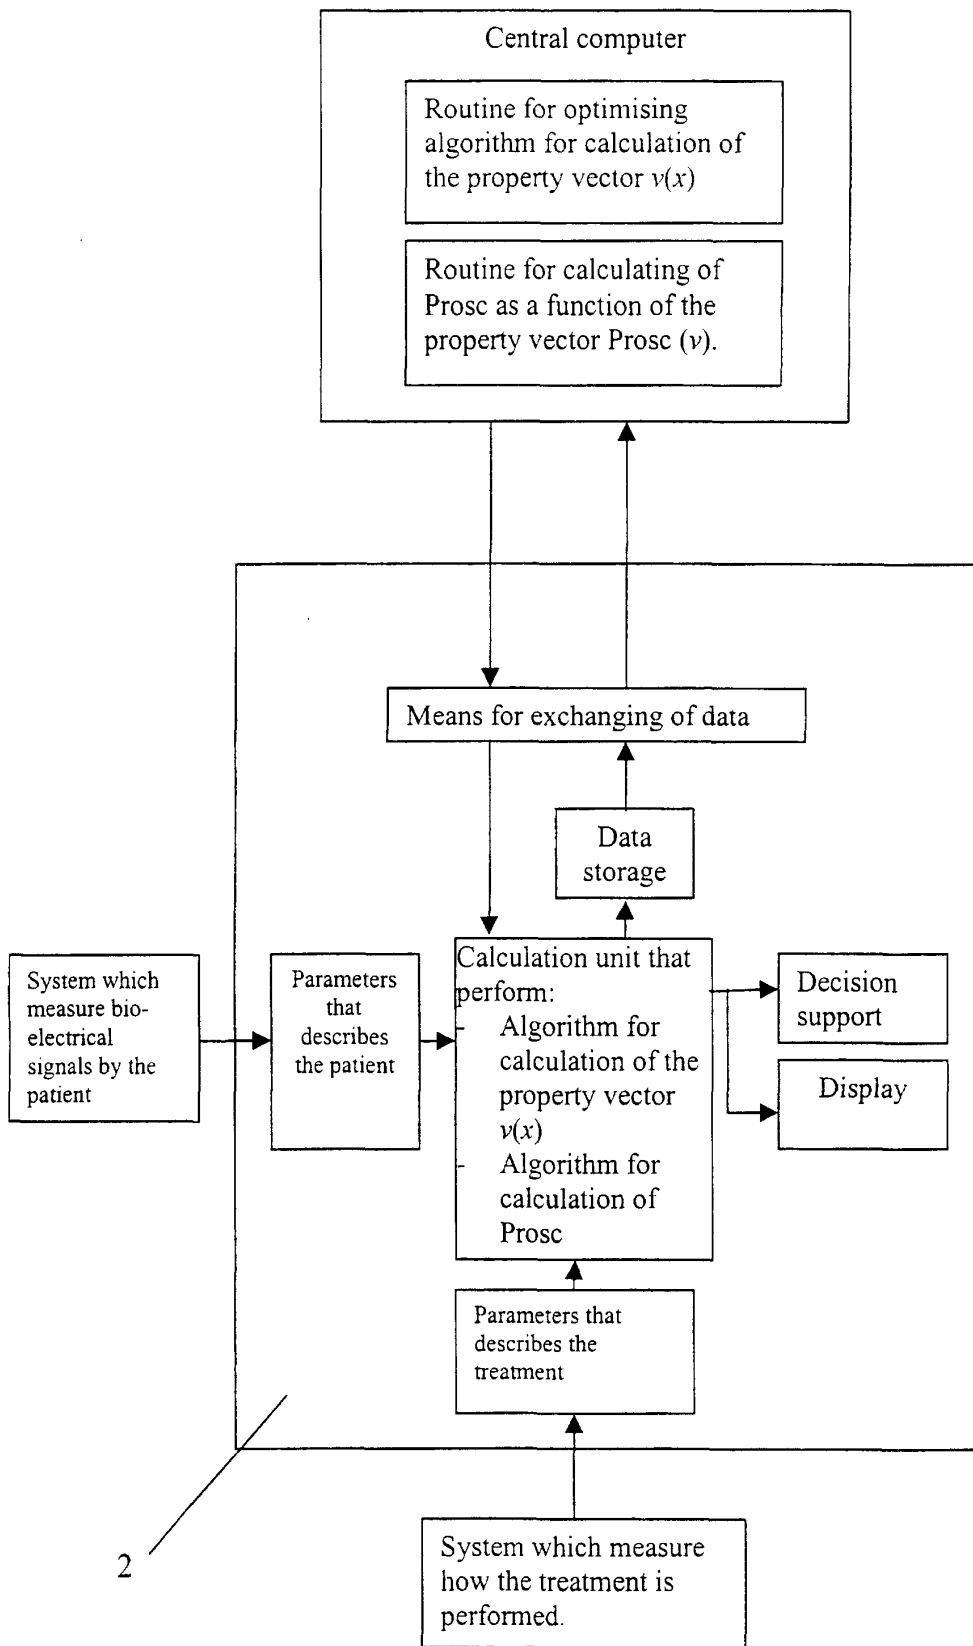 Central computer
Routine for optimising
algorithm for calculation of
the property vector v(x)
Routine for calculating of
Prosc as a function of the
property vector Prosc (v).
Means for exchanging of data
Data
storage
System which
measure bio-
electrical
signals by the
patient
Parameters
that
describes
the patient
Calculation unit that
perform:
- Algorithm for
calculation of the
property vector
v(x)
- Algorithm for
calculation of
Prosc
Decision
support
Display
Parameters that
describes the
treatment
2
System which measure
how the treatment is
performed.